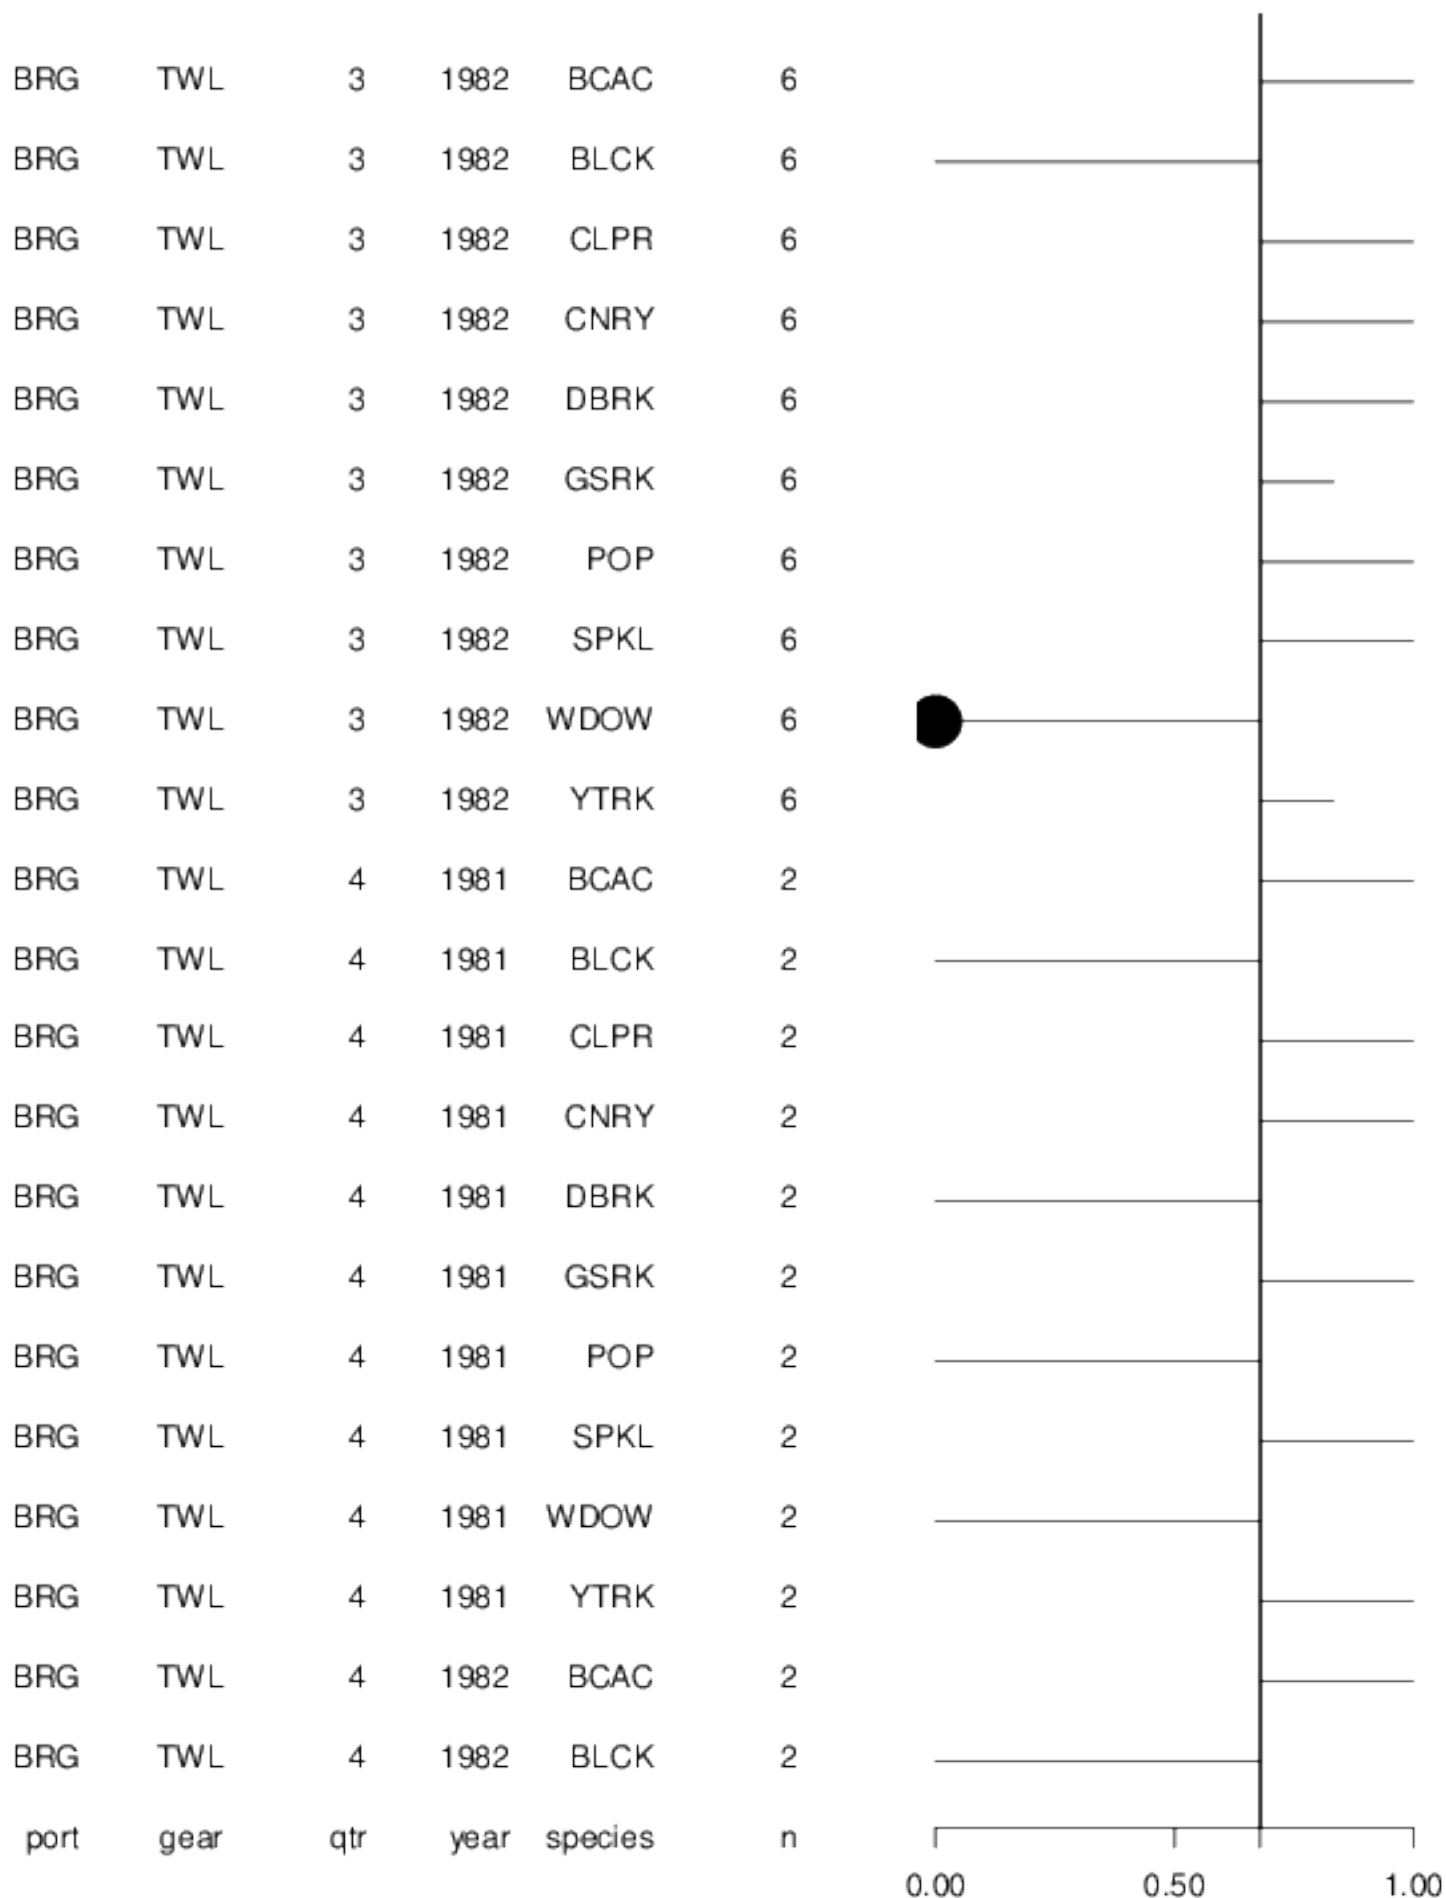 BRG TWL 3 1982 BCAC 6
BRG TWL 3 1982 BLCK 6
BRG TWL 3 1982 CLPR 6
BRG TWL 3 1982 CNRY 6
BRG TWL 3 1982 DBRK 6
BRG TWL 3 1982 GSRK 6
BRG TWL 3 1982 POP 6
BRG TWL 3 1982 SPKL 6
BRG TWL 3 1982 WDOW 6
BRG TWL 3 1982 YTRK 6
BRG TWL 4 1981 BCAC 2
BRG TWL 4 1981 BLCK 2
BRG TWL 4 1981 CLPR 2
BRG TWL 4 1981 CNRY 2
BRG TWL 4 1981 DBRK 2
BRG TWL 4 1981 GSRK 2
BRG TWL 4 1981 POP 2
BRG TWL 4 1981 SPKL 2
BRG TWL 4 1981 WDOW 2
BRG TWL 4 1981 YTRK 2
BRG TWL 4 1982 BCAC 2
BRG TWL 4 1982 BLCK 2
port gear qtr year species n
0.00 0.50 1.00